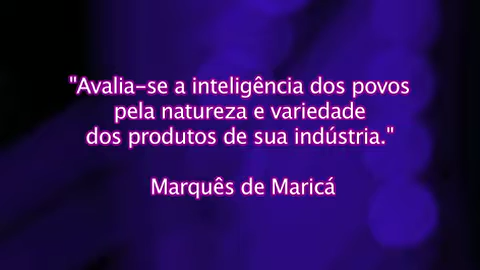 "Avalia-se a inteligência dos povos
pela natureza e variedade
dos produtos de sua indústria."
Marquês de Maricá